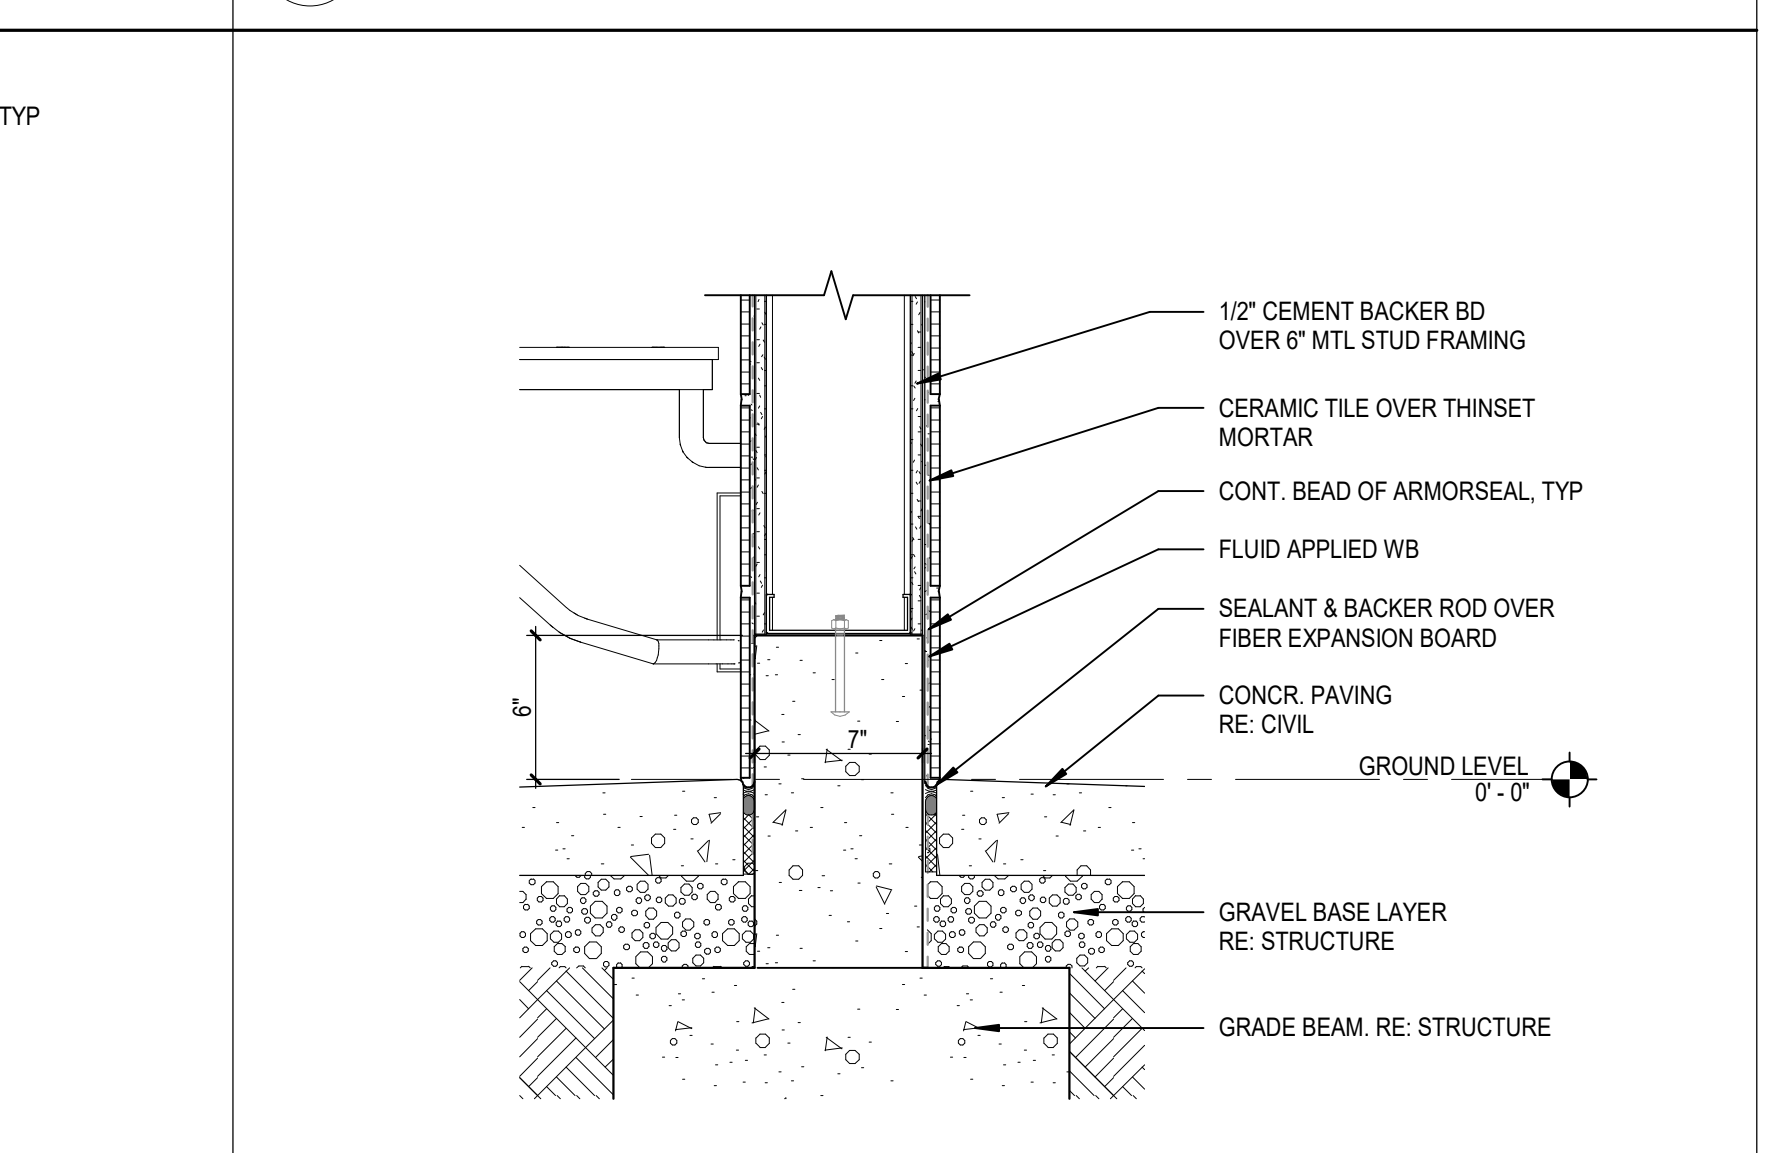 TYP
1/2" CEMENT BACKER BD
OVER 6" MTL STUD FRAMING
CERAMIC TILE OVER THINSET
MORTAR
CONT. BEAD OF ARMORSEAL, TYP
FLUID APPLIED WB
SEALANT & BACKER ROD OVER
FIBER EXPANSION BOARD
6"
CONCR. PAVING
RE: CIVIL
7"
GROUND LEVEL
0' - 0"
GRAVEL BASE LAYER
RE: STRUCTURE
GRADE BEAM. RE: STRUCTURE